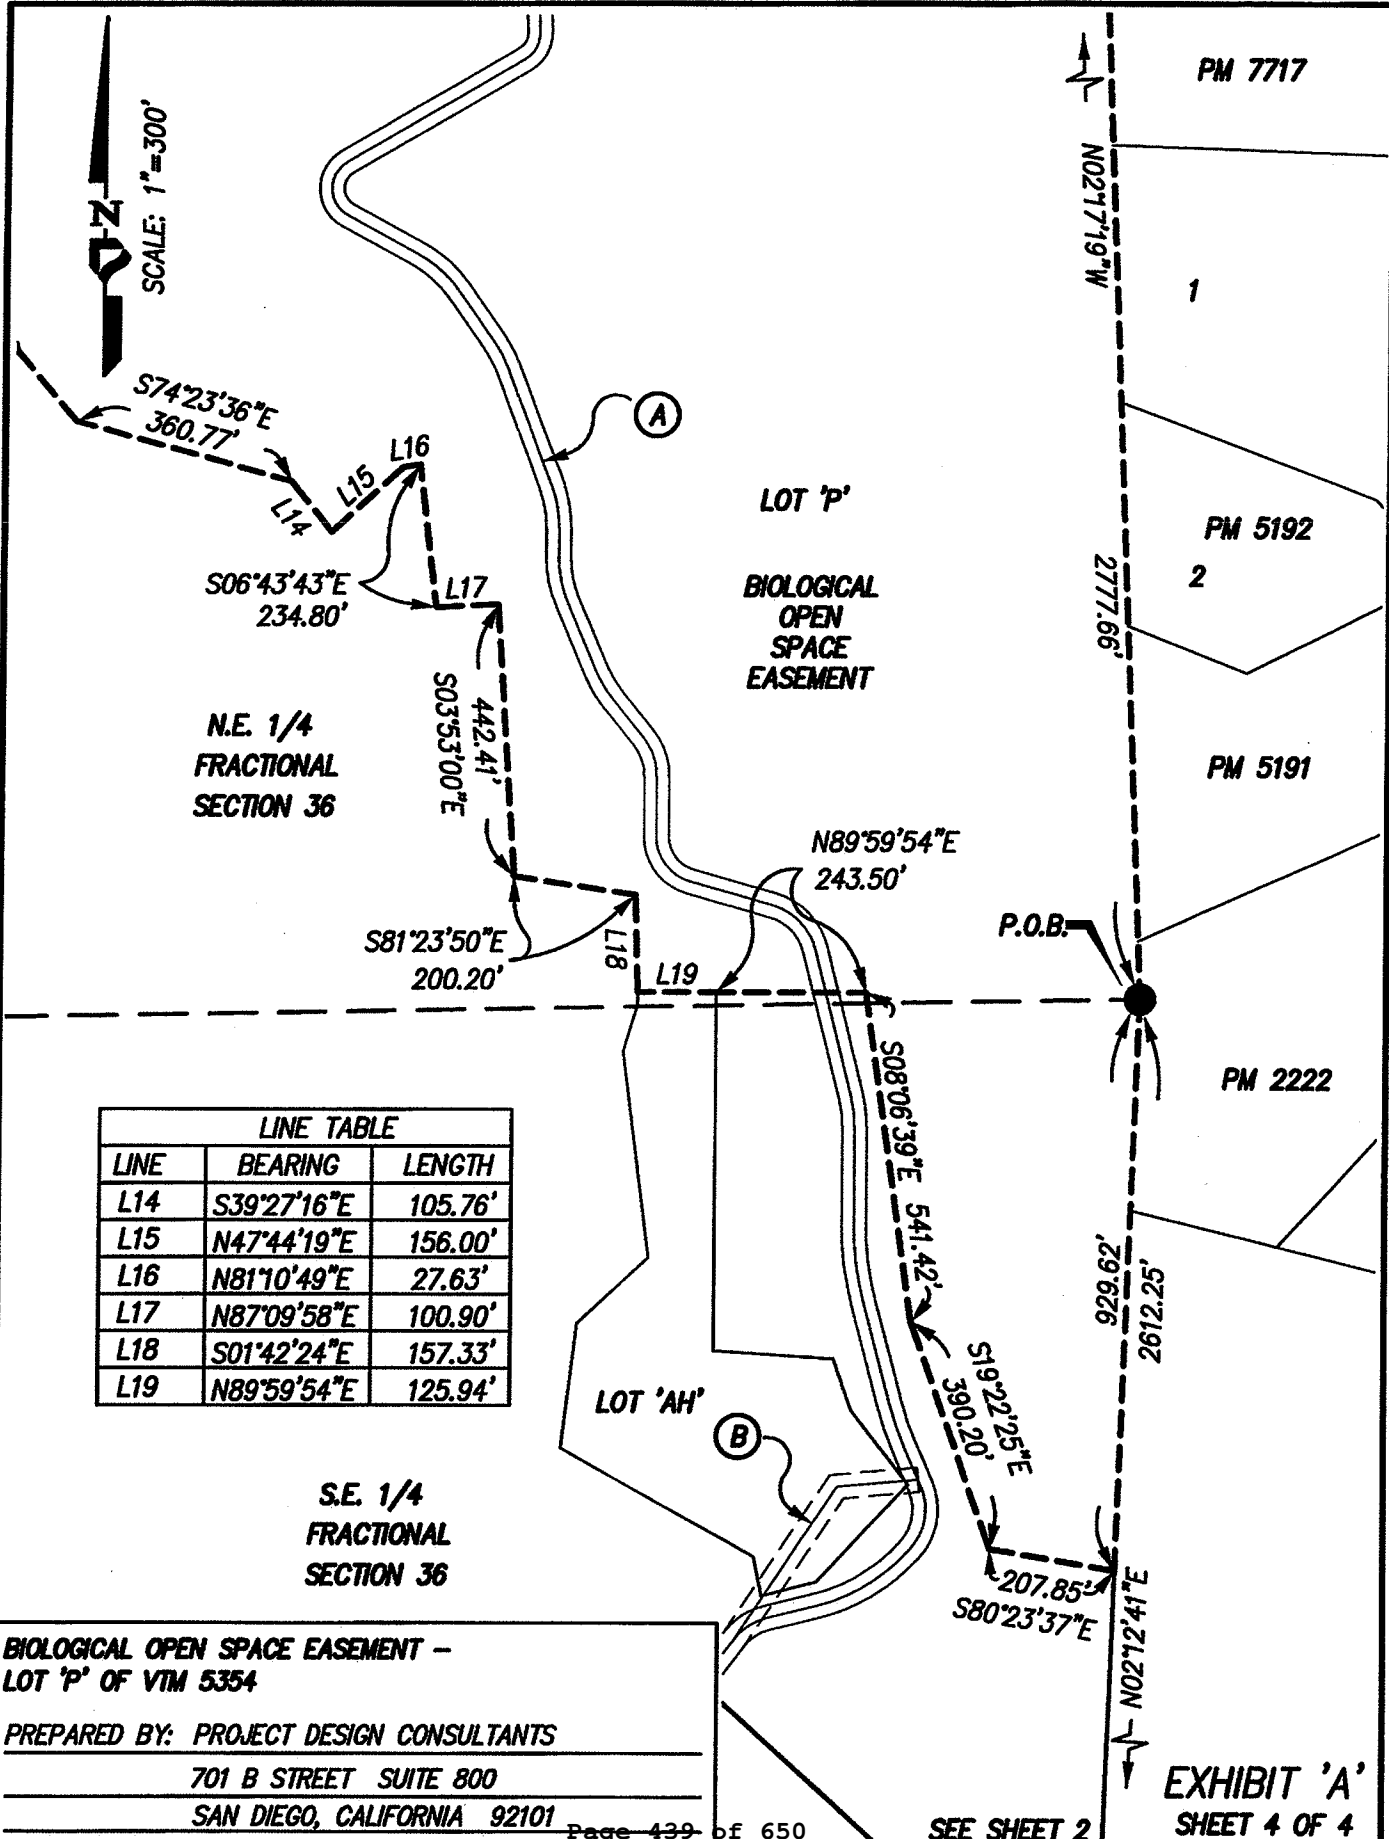 PM 7717
N
SCALE: 1"=300'
N02°17'19"W
1
S74°23'36"E
360.77'
A
L16
L15
L14
LOT 'P'
PM 5192
2
2777.66'
S06°43'43"E
234.80'
L17
BIOLOGICAL
OPEN
SPACE
EASEMENT
442.41'
S03°53'00"E
N.E. 1/4
FRACTIONAL
SECTION 36
PM 5191
N89°59'54"E
243.50'
P.O.B.
S81°23'50"E
200.20'
L18
L19
S08°06'39"E 541.42'
PM 2222
LINE TABLE
LINE BEARING LENGTH
L14 S39°27'16"E 105.76'
L15 N47°44'19"E 156.00'
L16 N81°10'49"E 27.63'
L17 N87°09'58"E 100.90'
L18 S01°42'24"E 157.33'
L19 N89°59'54"E 125.94'
929.62'
2612.25'
S19°22'25"E
390.20'
LOT 'AH'
B
S.E. 1/4
FRACTIONAL
SECTION 36
207.85'
S80°23'37"E
N02°12'41"E
BIOLOGICAL OPEN SPACE EASEMENT –
LOT 'P' OF VTM 5354
PREPARED BY: PROJECT DESIGN CONSULTANTS
701 B STREET SUITE 800
SAN DIEGO, CALIFORNIA 92101
Page 439 of 650
SEE SHEET 2
EXHIBIT 'A'
SHEET 4 OF 4